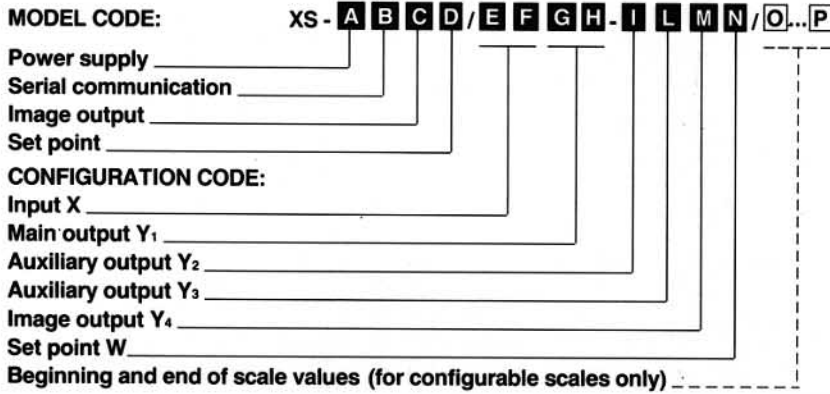 MODEL CODE: XS - A B C D / E F G H - I L M N / O...P
Power supply
Serial communication
Image output
Set point
CONFIGURATION CODE:
Input X
Main output Y₁
Auxiliary output Y₂
Auxiliary output Y₃
Image output Y₄
Set point W
Beginning and end of scale values (for configurable scales only)